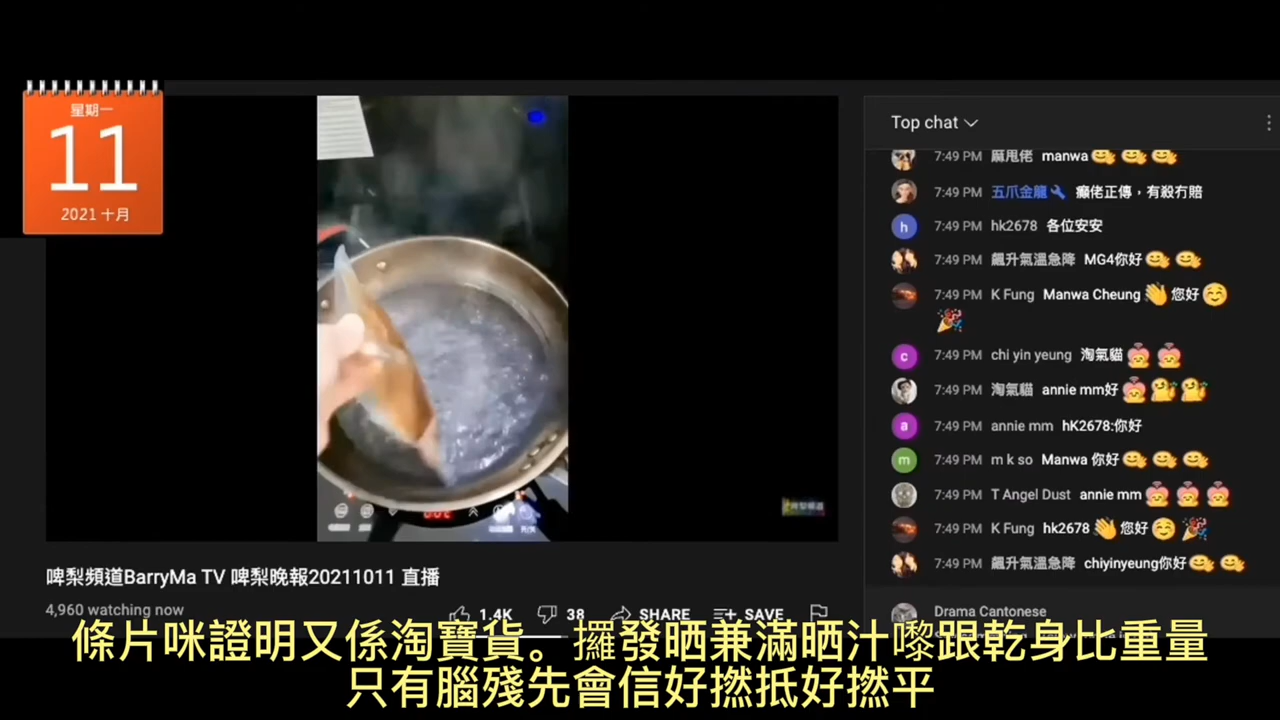 星期一
11
2021 十月
Top chat
7:49 PM 麻甩佬 manwa
7:49 PM 五爪金龍 癲佬正傳，有殺冇賠
7:49 PM hk2678 各位安安
7:49 PM 飊升氣溫急降 MG4你好
7:49 PM K Fung Manwa Cheung 您好
7:49 PM chi yin yeung 淘氣貓
7:49 PM 淘氣貓 annie mm好
7:49 PM annie mm hK2678:你好
7:49 PM m k so Manwa 你好
7:49 PM T Angel Dust annie mm
7:49 PM K Fung hk2678 您好
7:49 PM 飊升氣溫急降 chiyinyeung你好
Drama Cantonese
啤梨頻道BarryMa TV 啤梨晚報20211011 直播
4,960 watching now
1.4K 38 SHARE SAVE
條片咪證明又係淘寶貨。攞發晒兼滿晒汁嚟跟乾身比重量
只有腦殘先會信好撚抵好撚平